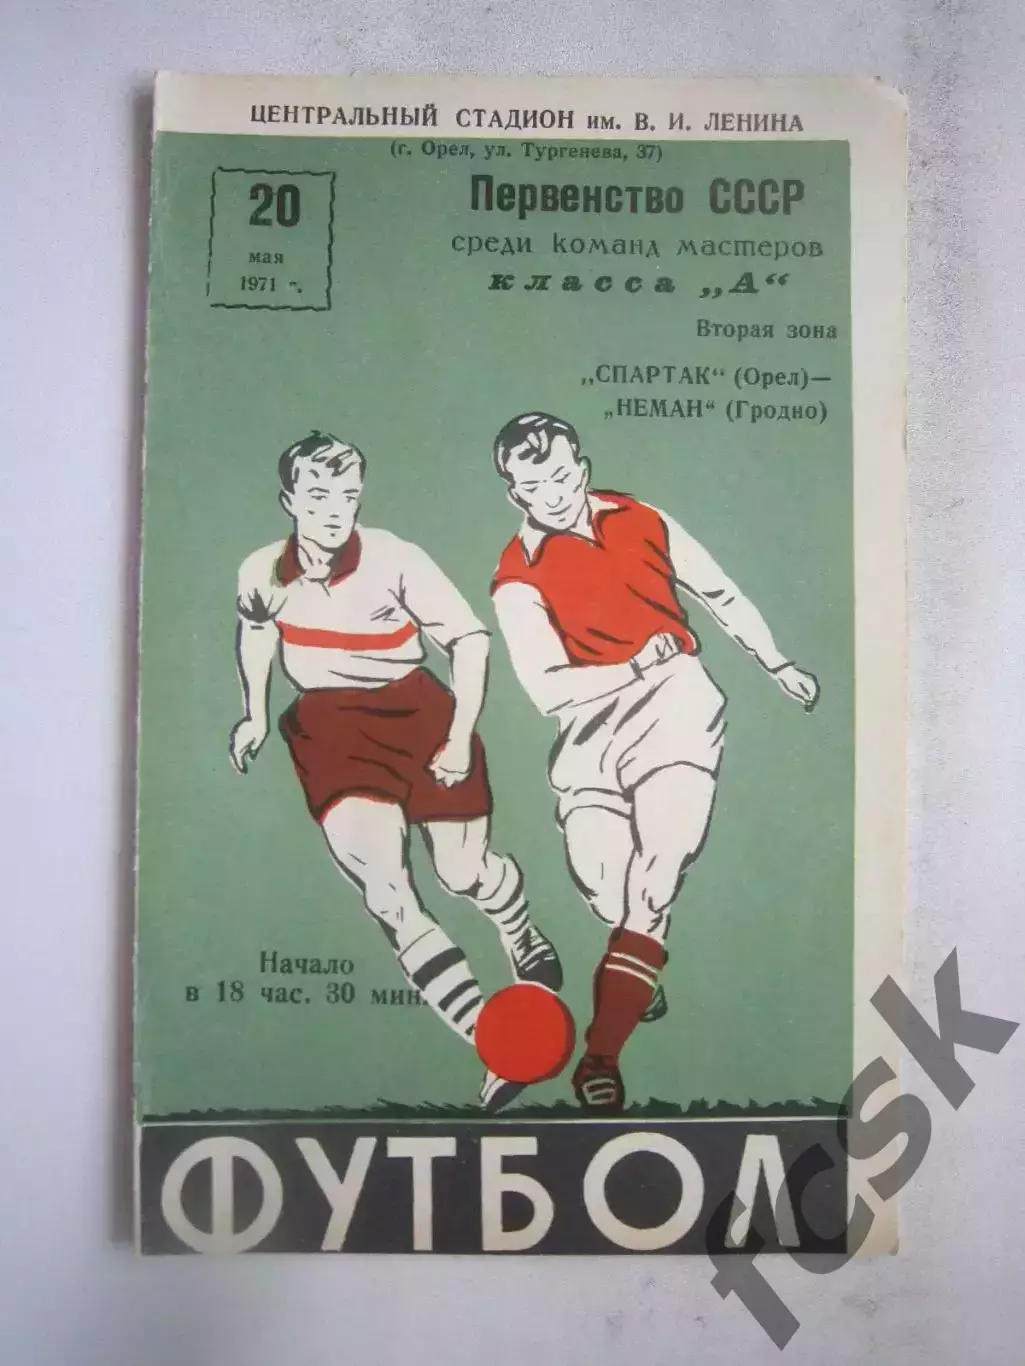 ЦЕНТРАЛЬНЫЙ СТАДИОН им. В. И. ЛЕНИНА
(г. Орел, ул. Тургенева, 37)
20
мая
1971 г.
Первенство СССР
среди команд мастеров
класса „А“
Вторая зона
„СПАРТАК“ (Орел)—
„НЕМАН“ (Гродно)
Начало
в 18 час. 30 мин.
ФУТБОЛ
fcsk